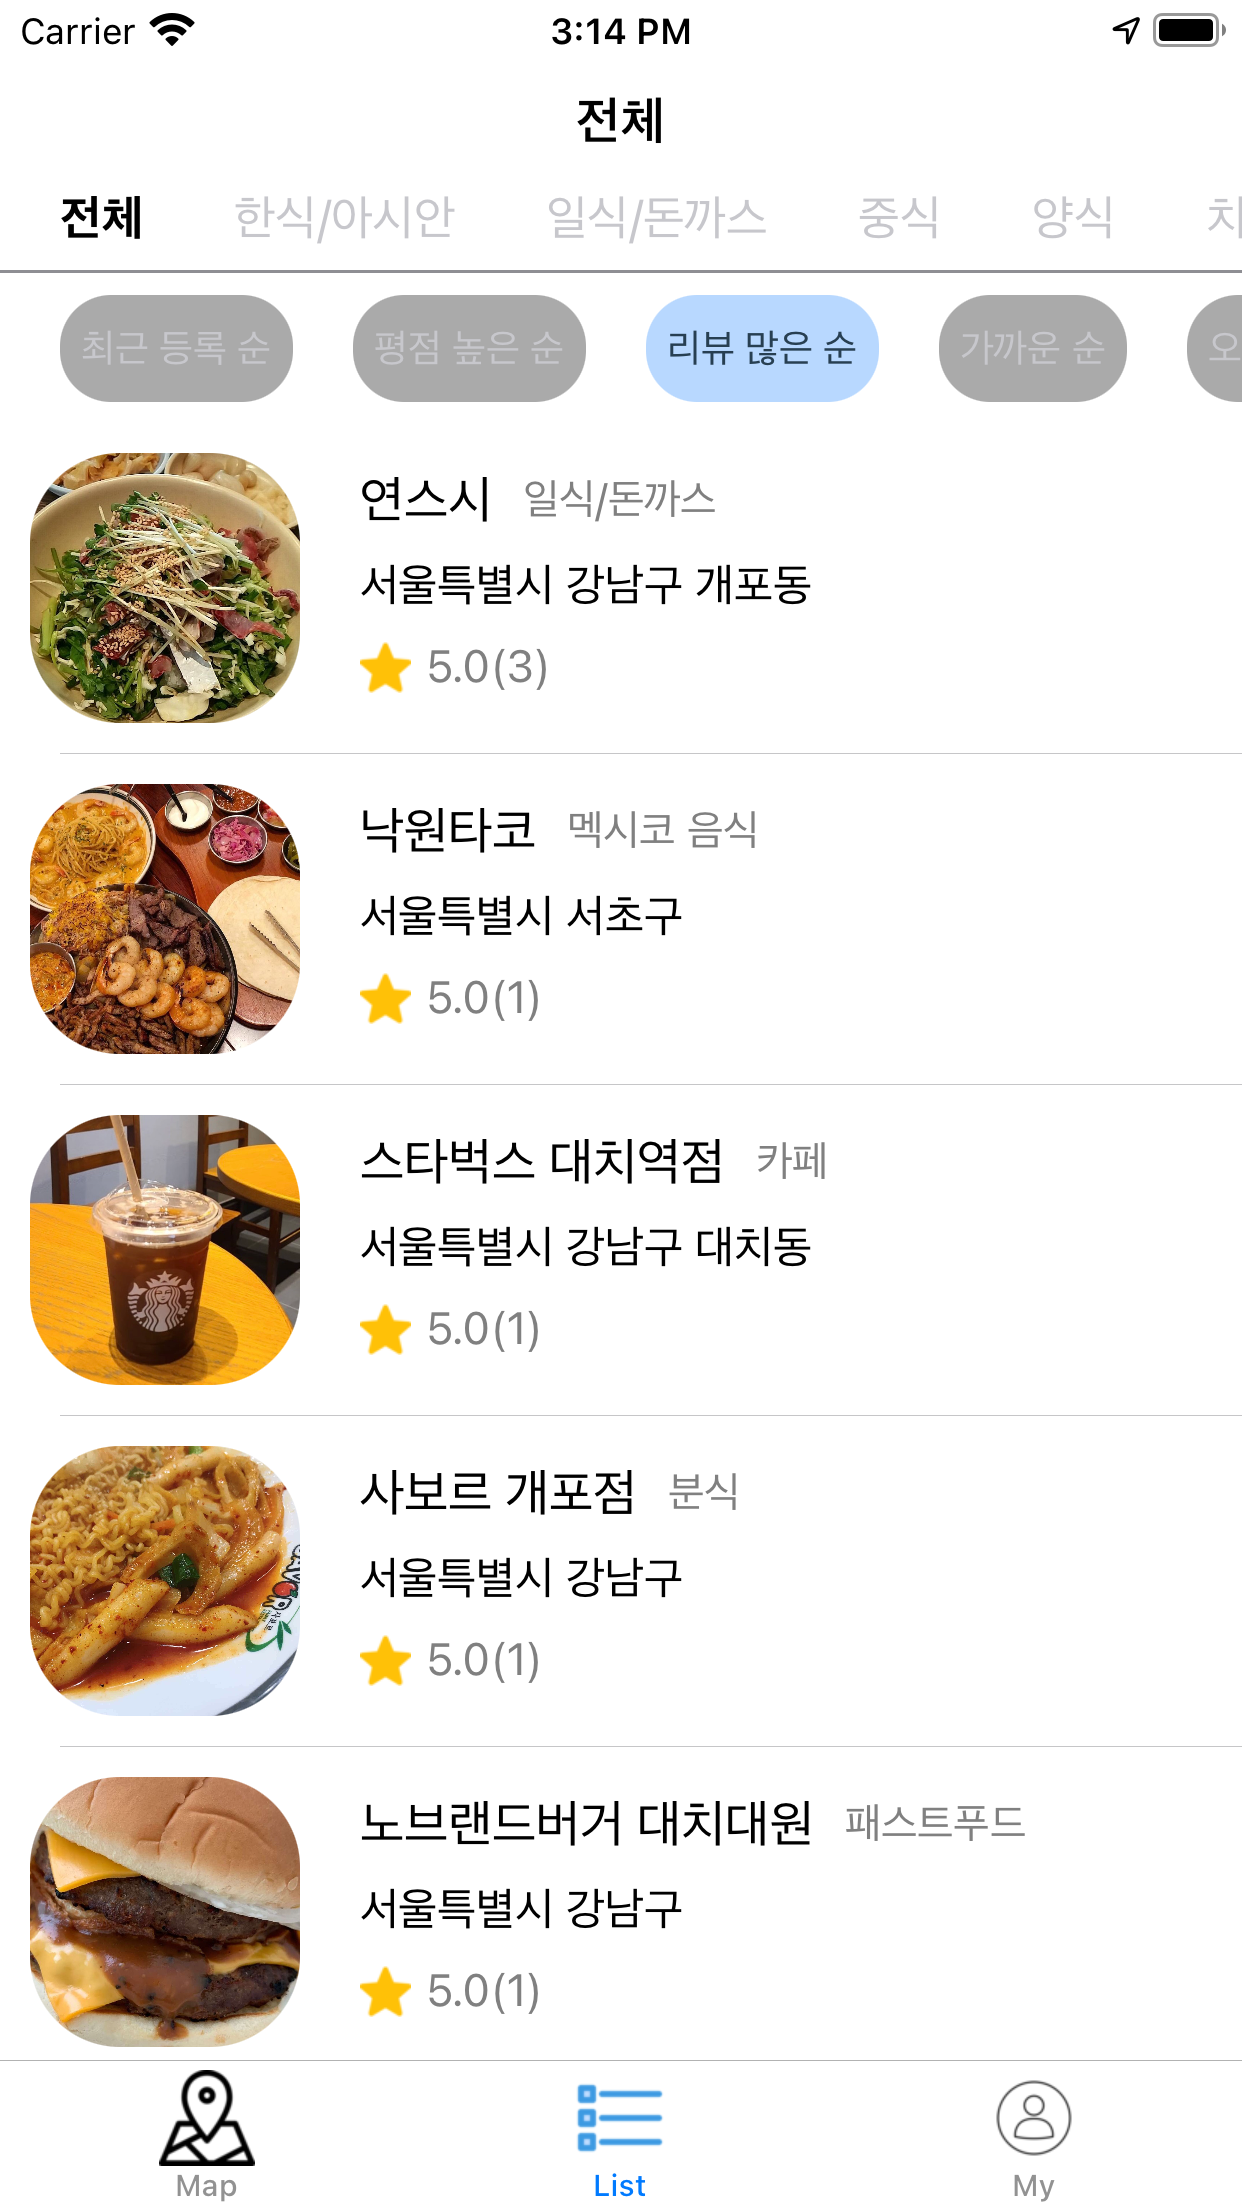 Carrier 3:14 PM
전체
전체 한식/아시안 일식/돈까스 중식 양식
최근 등록 순 평점 높은 순 리뷰 많은 순 가까운 순
연스시 일식/돈까스
서울특별시 강남구 개포동
5.0(3)
낙원타코 멕시코 음식
서울특별시 서초구
5.0(1)
스타벅스 대치역점 카페
서울특별시 강남구 대치동
5.0(1)
사보르 개포점 분식
서울특별시 강남구
5.0(1)
노브랜드버거 대치대원 패스트푸드
서울특별시 강남구
5.0(1)
Map List My